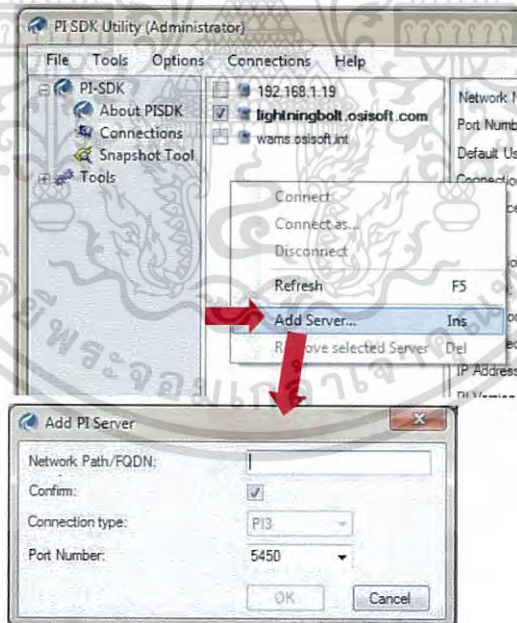 PI SDK Utility (Administrator)
File Tools Options Connections Help
PI-SDK
About PISDK
Connections
Snapshot Tool
Tools
192.168.1.19
lightningbolt.osisoft.com
wams.osisoft.int
Network N
Port Numb
Default Us
Connection
Connect
Connect as...
Disconnect
Refresh F5
Add Server... Ins
Remove selected Server Del
IP Address
PI Version
Add PI Server
Network Path/FQDN:
Confirm:
Connection type: PI3
Port Number: 5450
OK Cancel